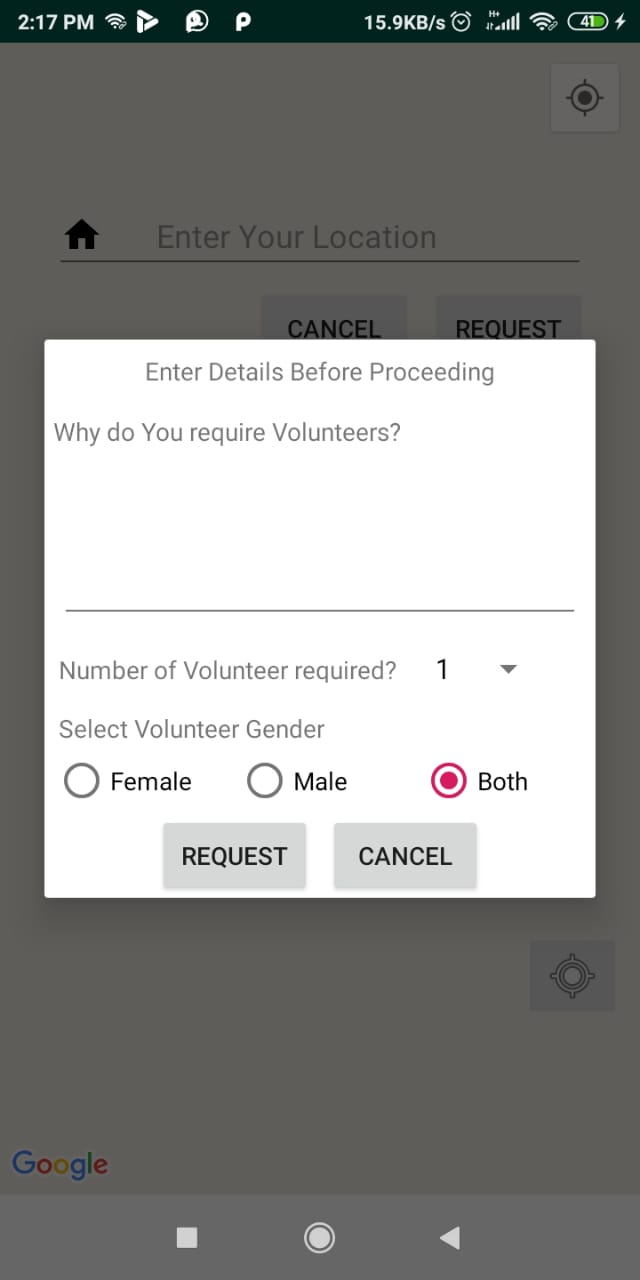 2:17 PM 15.9KB/s H+ 41
Enter Your Location
CANCEL REQUEST
Enter Details Before Proceeding
Why do You require Volunteers?
Number of Volunteer required? 1
Select Volunteer Gender
Female Male Both
REQUEST CANCEL
Google